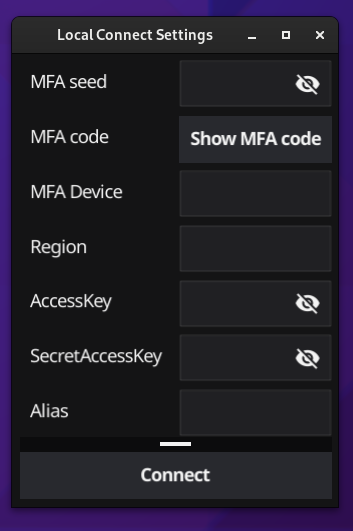 Local Connect Settings
MFA seed
MFA code
Show MFA code
MFA Device
Region
AccessKey
SecretAccessKey
Alias
Connect